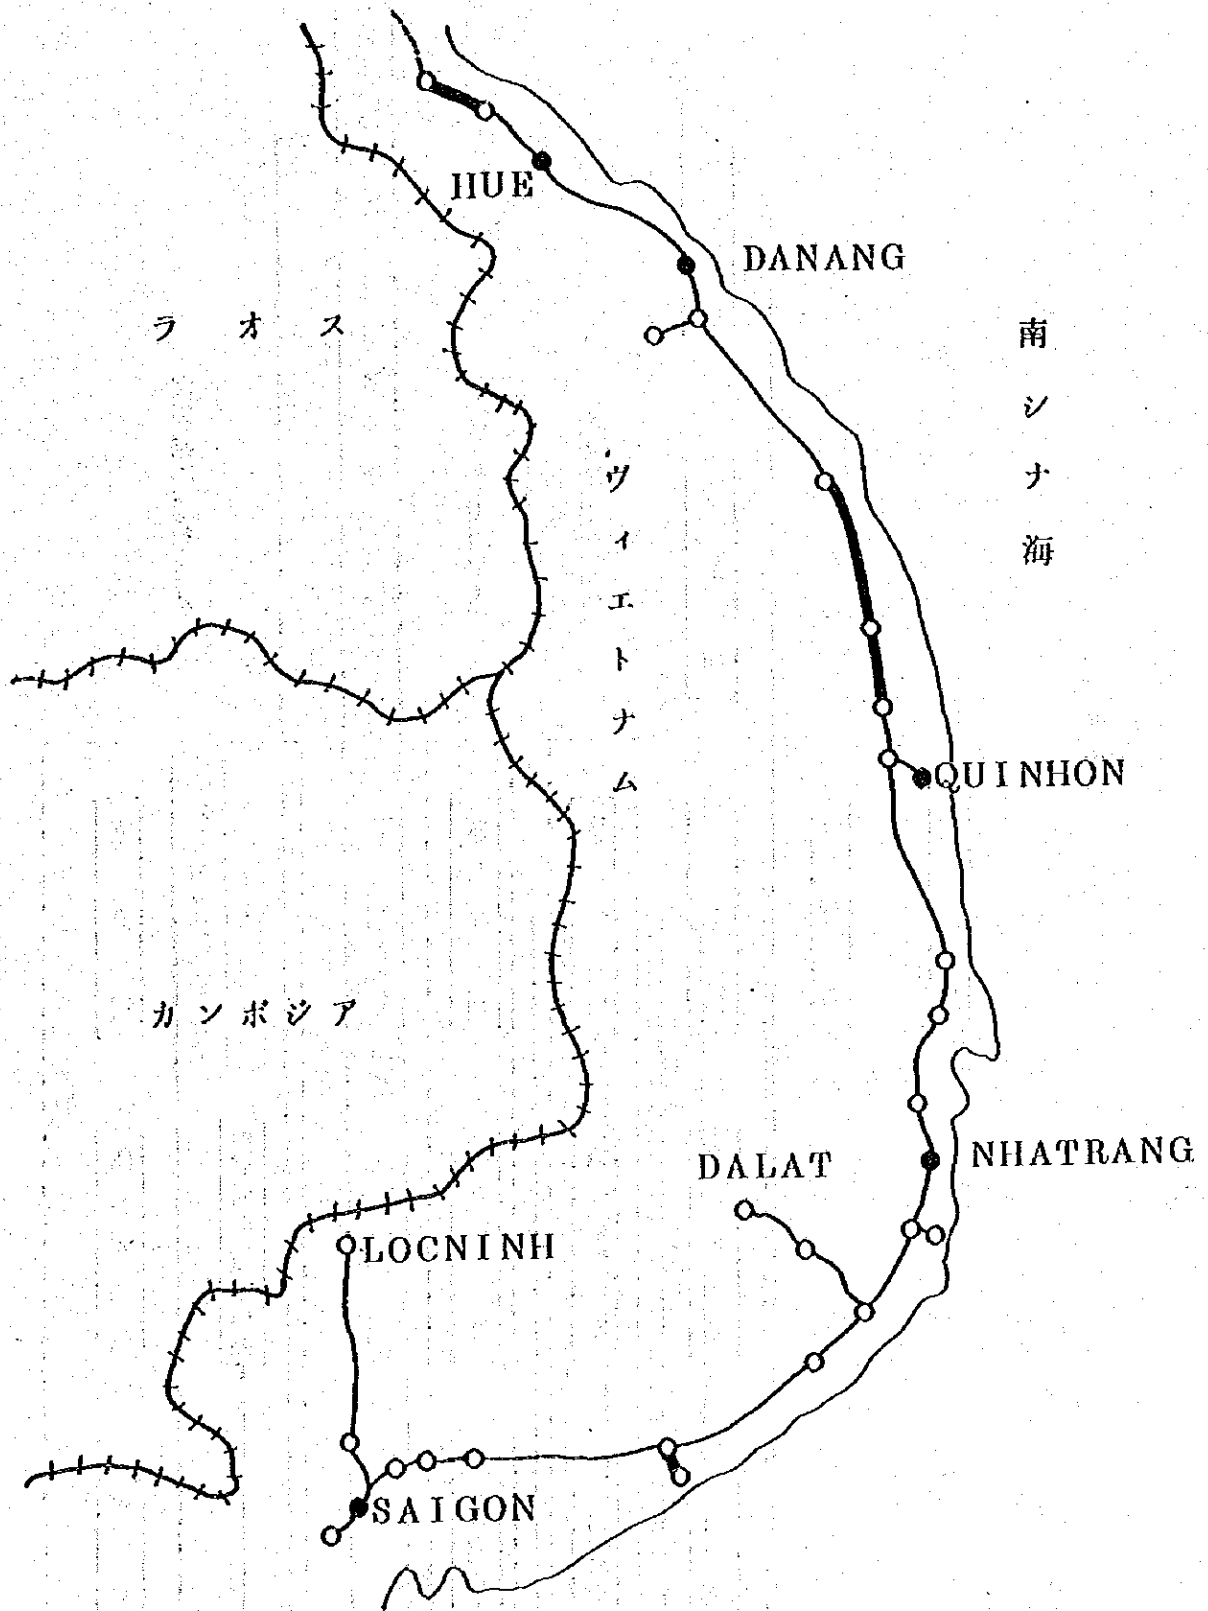 HUE
DANANG
ラオス
南シナ海
ヴィエトナム
QUINHON
カンボジア
DALAT
NHATRANG
LOCNINH
SAIGON